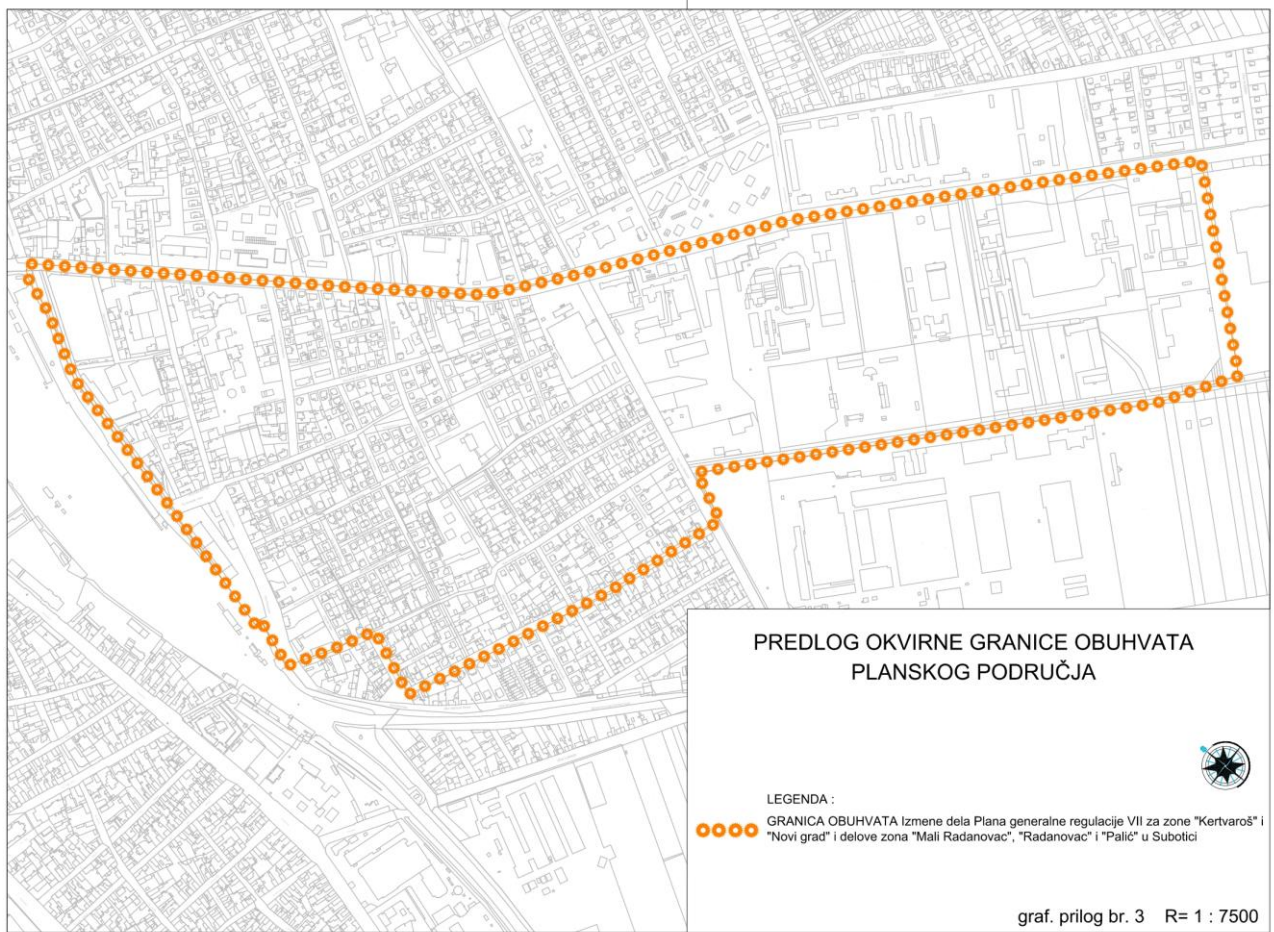 PREDLOG OKVIRNE GRANICE OBUHVATA
PLANSKOG PODRUČJA
LEGENDA :
GRANICA OBUHVATA Izmene dela Plana generalne regulacije VII za zone "Kertvaroš" i
"Novi grad" i delove zona "Mali Radanovac", "Radanovac" i "Palić" u Subotici
graf. prilog br. 3 R= 1 : 7500